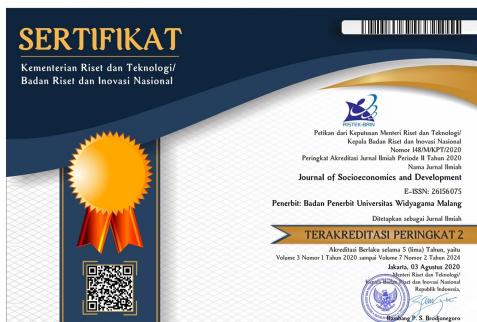 SERTIFIKAT
Kementerian Riset dan Teknologi/
Badan Riset dan Inovasi Nasional
RISTEK-BRIN
Petikan dari Keputusan Menteri Riset dan Teknologi/
Kepala Badan Riset dan Inovasi Nasional
Nomor 148/M/KPT/2020
Peringkat Akreditasi Jurnal Ilmiah Periode II Tahun 2020
Nama Jurnal Ilmiah
Journal of Socioeconomics and Development
E-ISSN: 26156075
Penerbit: Badan Penerbit Universitas Widyagama Malang
Ditetapkan sebagai Jurnal Ilmiah
TERAKREDITASI PERINGKAT 2
Akreditasi Berlaku selama 5 (lima) Tahun, yaitu
Volume 3 Nomor 1 Tahun 2020 sampai Volume 7 Nomor 2 Tahun 2024
Jakarta, 03 Agustus 2020
Menteri Riset dan Teknologi/
Kepala Badan Riset dan Inovasi Nasional
Republik Indonesia,
Bambang P. S. Brodjonegoro